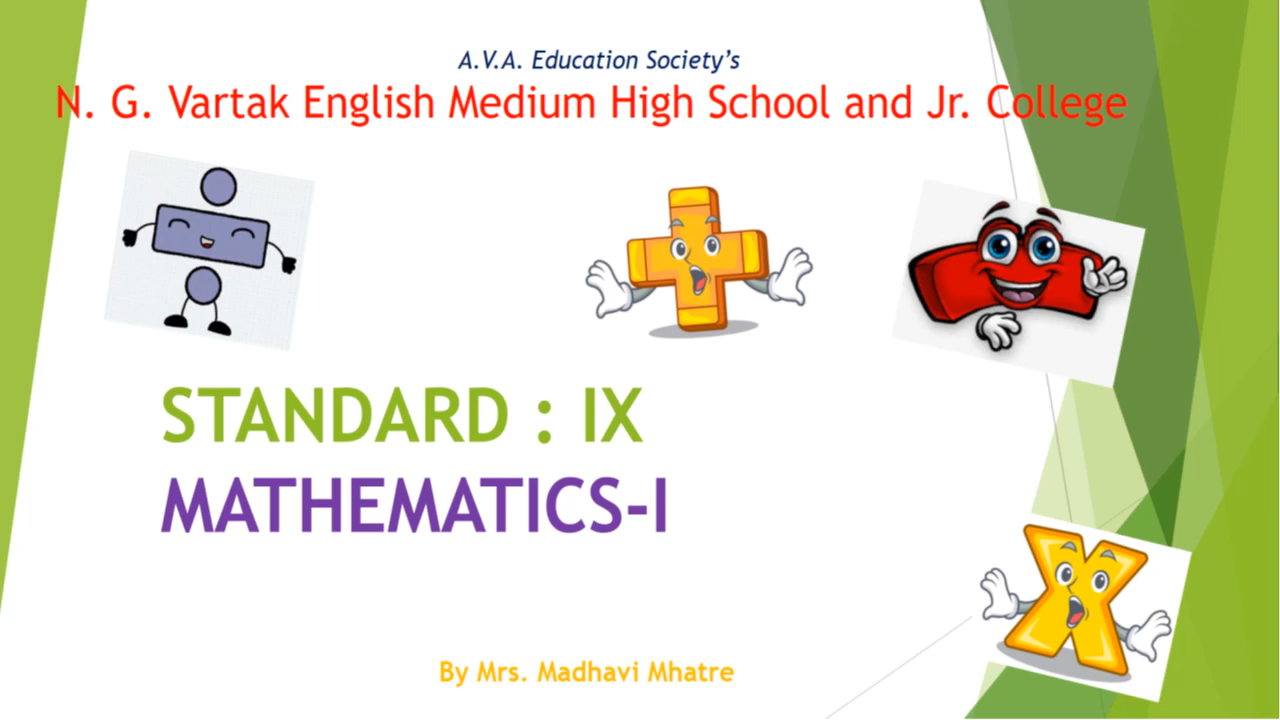 A.V.A. Education Society’s
N. G. Vartak English Medium High School and Jr. College
STANDARD : IX
MATHEMATICS-I
By Mrs. Madhavi Mhatre